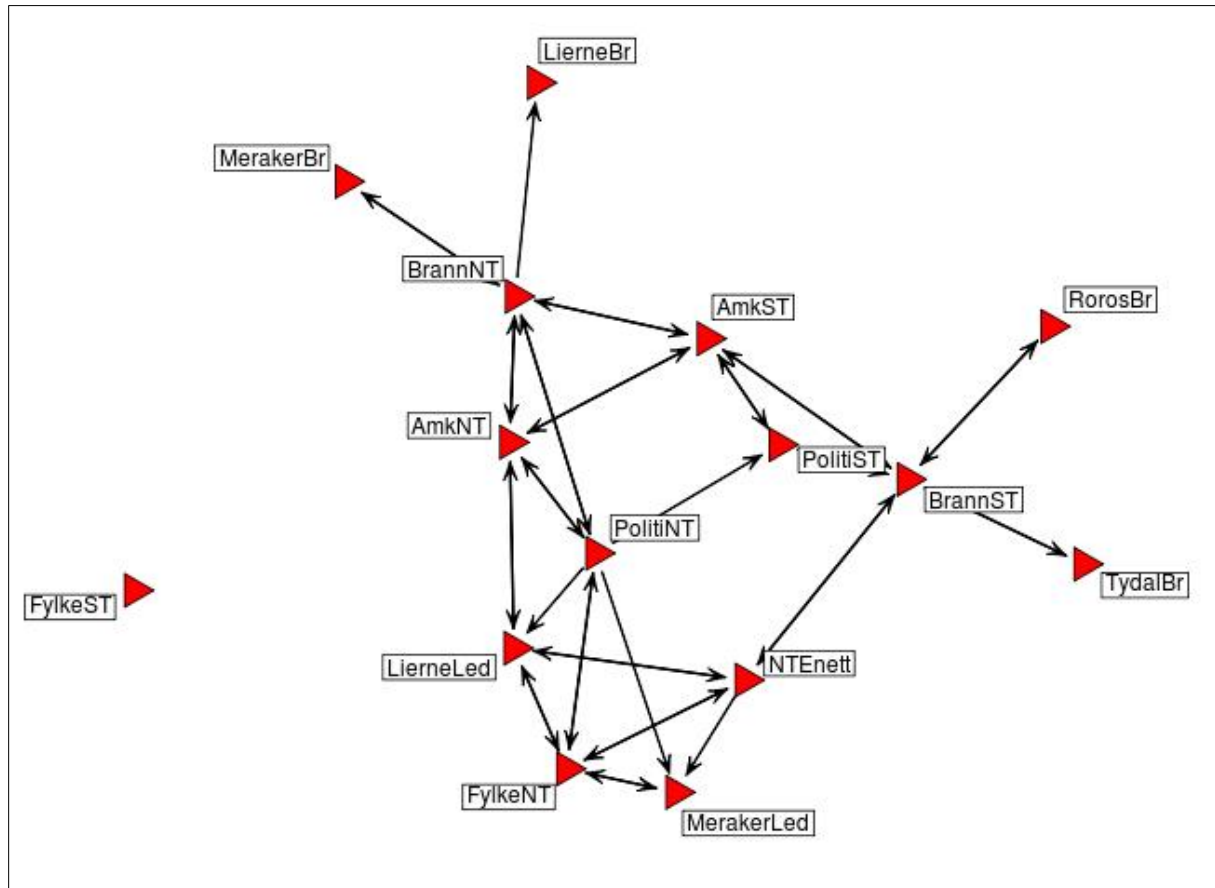 LierneBr
MerakerBr
BrannNT
AmkST
RorosBr
AmkNT
PolitiST
BrannST
PolitiNT
TydalBr
FylkeST
LierneLed
NTEnett
FylkeNT
MerakerLed